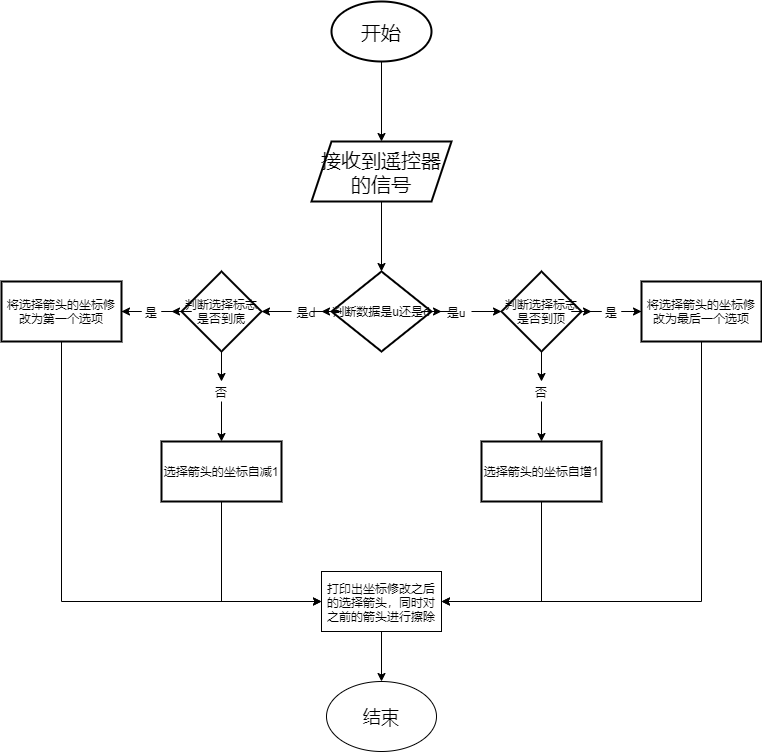 开始
接收到遥控器
的信号
将选择箭头的坐标修
改为第一个选项
是
判断选择标志
是否到底
是d
判断数据是u还是d
是u
判断选择标志
是否到顶
是
将选择箭头的坐标修
改为最后一个选项
否
否
选择箭头的坐标自减1
选择箭头的坐标自增1
打印出坐标修改之后
的选择箭头，同时对
之前的箭头进行擦除
结束